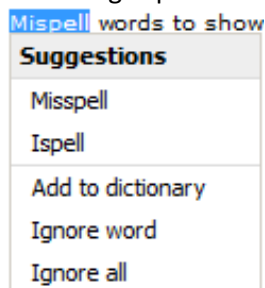 Mispell words to show
Suggestions
Misspell
Ispell
Add to dictionary
Ignore word
Ignore all